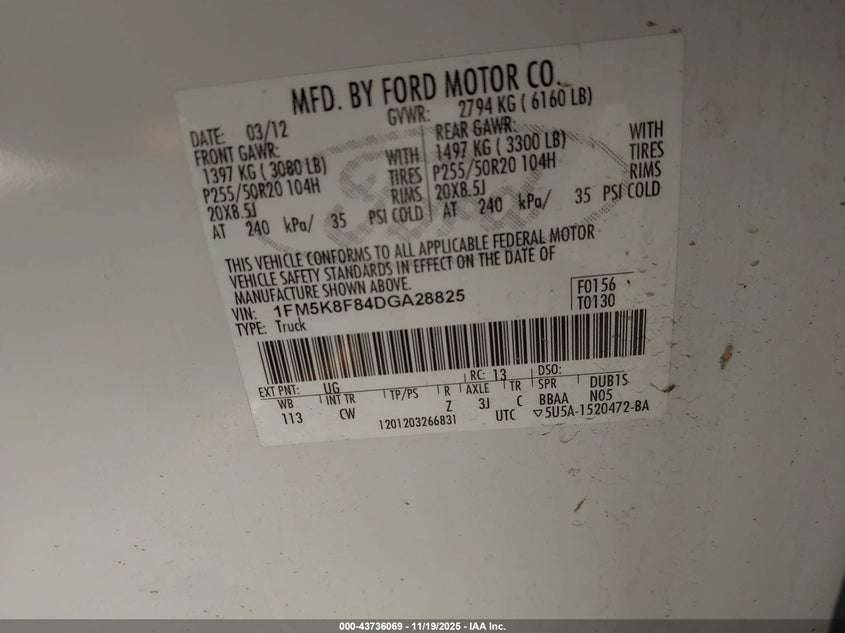 MFD. BY FORD MOTOR CO.
DATE: 03/12 GVWR: 2794 KG ( 6160 LB)
FRONT GAWR: REAR GAWR:
1397 KG ( 3080 LB) WITH 1497 KG ( 3300 LB) WITH
P255/50R20 104H TIRES P255/50R20 104H TIRES
20X8.5J RIMS 20X8.5J RIMS
AT 240 kPa/ 35 PSI COLD AT 240 kPa/ 35 PSI COLD
THIS VEHICLE CONFORMS TO ALL APPLICABLE FEDERAL MOTOR
VEHICLE SAFETY STANDARDS IN EFFECT ON THE DATE OF
MANUFACTURE SHOWN ABOVE.
VIN: 1FM5K8F84DGA28825 F0156
TYPE: Truck T0130
EXT PNT: UG RC: 13 DSO:
WB INT TR TP/PS R AXLE TR SPR DUB1S
113 CW Z 3J C BBAA N05
1201203266831 UTC ▽5U5A-1520472-BA
000-43736069 - 11/19/2025 - IAA Inc.